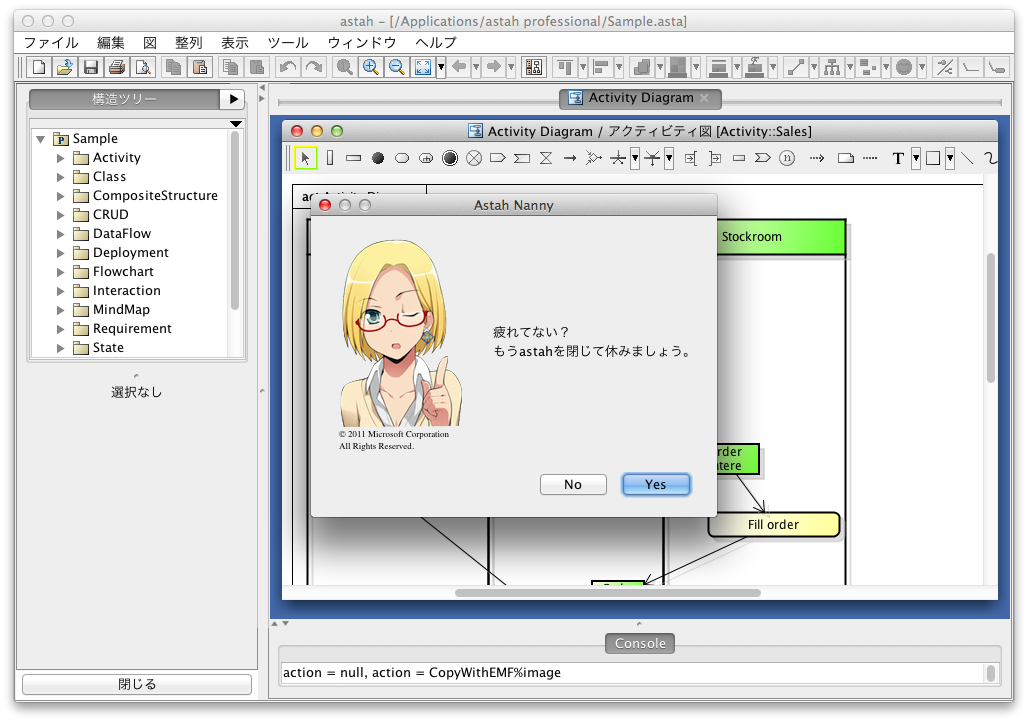 astah – [/Applications/astah professional/Sample.asta]
ファイル 編集 図 整列 表示 ツール ウィンドウ ヘルプ
構造ツリー
Sample
Activity
Class
CompositeStructure
CRUD
DataFlow
Deployment
Flowchart
Interaction
MindMap
Requirement
State
選択なし
閉じる
Activity Diagram
Activity Diagram / アクティビティ図 [Activity::Sales]
T
Stockroom
Astah Nanny
疲れてない？
もうastahを閉じて休みましょう。
© 2011 Microsoft Corporation
All Rights Reserved.
No Yes
Fill order
Console
action = null, action = CopyWithEMF%image